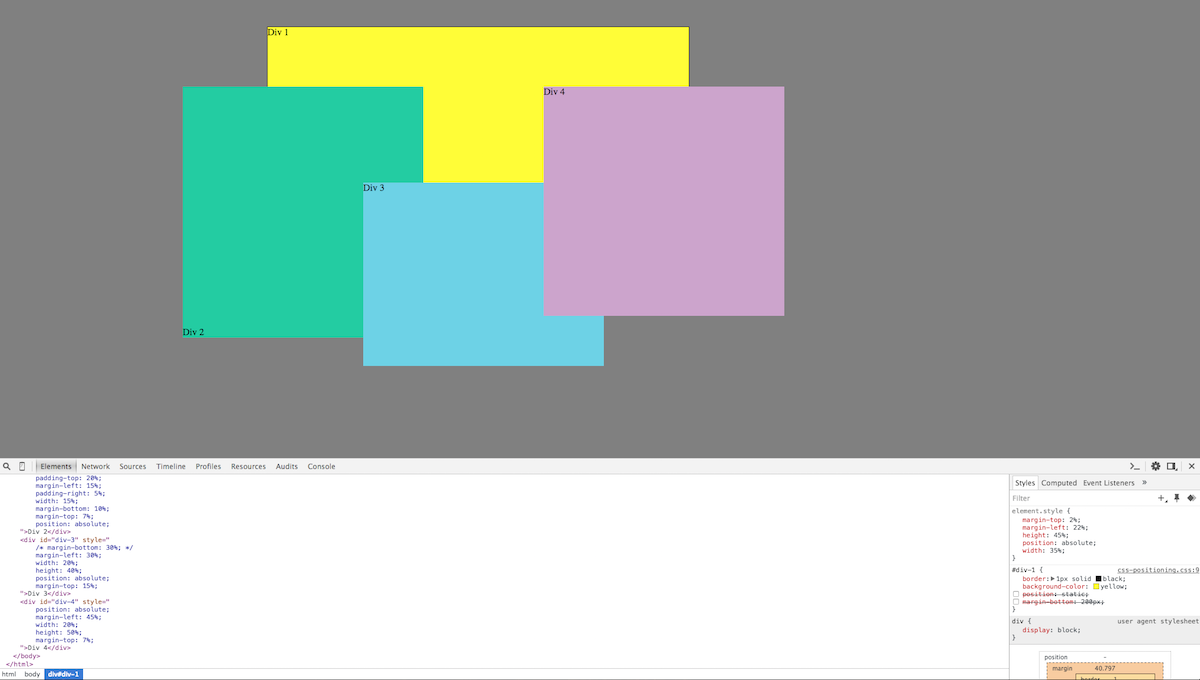 Div 1
Div 4
Div 3
Div 2
Elements Network Sources Timeline Profiles Resources Audits Console
padding-top: 20%;
margin-left: 15%;
padding-right: 5%;
width: 15%;
margin-bottom: 10%;
margin-top: 7%;
position: absolute;
">Div 2</div>
<div id="div-3" style="
/* margin-bottom: 30%; */
margin-left: 30%;
width: 20%;
height: 40%;
position: absolute;
margin-top: 15%;
">Div 3</div>
<div id="div-4" style="
position: absolute;
margin-left: 45%;
width: 20%;
height: 50%;
margin-top: 7%;
">Div 4</div>
</body>
</html>
html body div#div-1
Styles Computed Event Listeners »
Filter
element.style {
margin-top: 2%;
margin-left: 22%;
height: 45%;
position: absolute;
width: 35%;
}
#div-1 { css-positioning.css:9
border: 1px solid black;
background-color: yellow;
position: static;
margin-bottom: 200px;
}
div { user agent stylesheet
display: block;
}
position -
margin 40.797
border 1